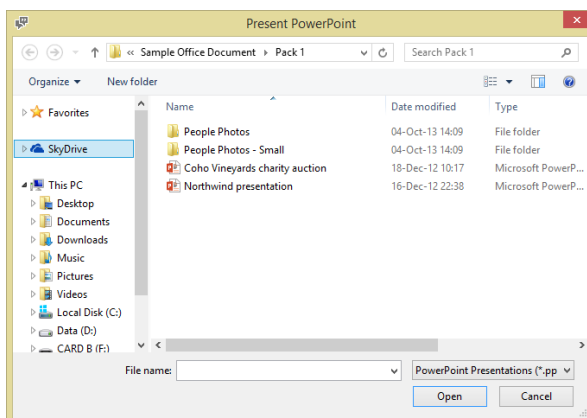 Present PowerPoint
« Sample Office Document Pack 1
Search Pack 1
Organize New folder
Name Date modified Type
Favorites
SkyDrive
This PC
Desktop
Documents
Downloads
Music
Pictures
Videos
Local Disk (C:)
Data (D:)
CARD B (F:)
People Photos 04-Oct-13 14:09 File folder
People Photos - Small 04-Oct-13 14:09 File folder
Coho Vineyards charity auction 18-Dec-12 10:17 Microsoft PowerP...
Northwind presentation 16-Dec-12 22:38 Microsoft PowerP...
File name:
PowerPoint Presentations (*.pp
Open Cancel